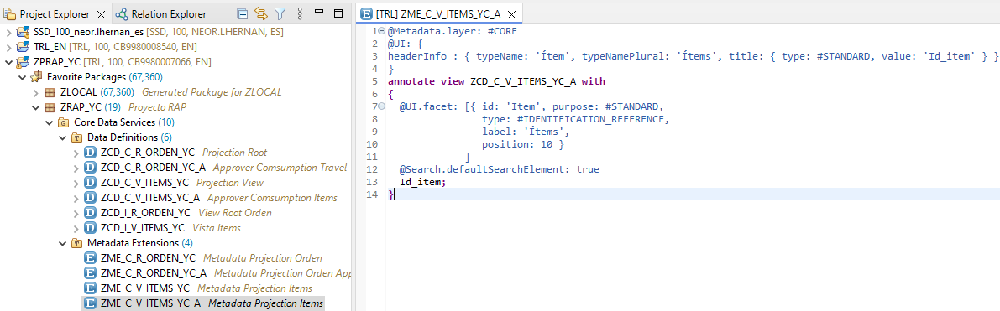 Project Explorer
Relation Explorer
SSD_100_neor.lhernan_es [SSD, 100, NEOR.LHERNAN, ES]
TRL_EN [TRL, 100, CB9980008540, EN]
ZPRAP_YC [TRL, 100, CB9980007066, EN]
Favorite Packages (67,360)
ZLOCAL (67,360) Generated Package for ZLOCAL
ZRAP_YC (19) Proyecto RAP
Core Data Services (10)
Data Definitions (6)
ZCD_C_R_ORDEN_YC Projection Root
ZCD_C_R_ORDEN_YC_A Approver Comsumption Travel
ZCD_C_V_ITEMS_YC Projection View
ZCD_C_V_ITEMS_YC_A Approver Comsumption Items
ZCD_I_R_ORDEN_YC View Root Orden
ZCD_I_V_ITEMS_YC Vista Items
Metadata Extensions (4)
ZME_C_R_ORDEN_YC Metadata Projection Orden
ZME_C_R_ORDEN_YC_A Metadata Projection Orden App
ZME_C_V_ITEMS_YC Metadata Projection Items
ZME_C_V_ITEMS_YC_A Metadata Projection Items
[TRL] ZME_C_V_ITEMS_YC_A
1 @Metadata.layer: #CORE
2 @UI: {
3 headerInfo : { typeName: 'Ítem', typeNamePlural: 'Ítems', title: { type: #STANDARD, value: 'Id_item' } }
4 }
5 annotate view ZCD_C_V_ITEMS_YC_A with
6 {
7 @UI.facet: [{ id: 'Item', purpose: #STANDARD,
8 type: #IDENTIFICATION_REFERENCE,
9 label: 'Ítems',
10 position: 10 }
11 ]
12 @Search.defaultSearchElement: true
13 Id_item;
14 }